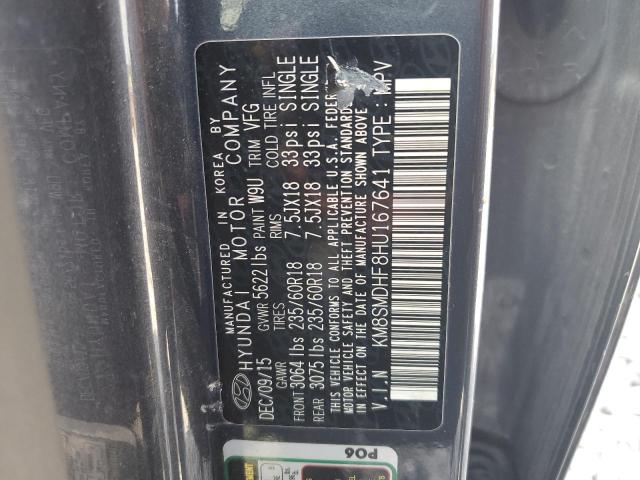 MANUFACTURED IN KOREA BY
HYUNDAI MOTOR COMPANY
DEC/09/15 GVWR 5622 lbs PAINT W9U TRIM VFG
GAWR TIRES RIMS COLD TIRE INFL
FRONT 3064 lbs 235/60R18 7.5JX18 33psi SINGLE
REAR 3075 lbs 235/60R18 7.5JX18 33psi SINGLE
THIS VEHICLE CONFORMS TO ALL APPLICABLE U.S.A. FEDER
MOTOR VEHICLE SAFETY AND THEFT PREVENTION STANDARDS
IN EFFECT ON THE DATE OF MANUFACTURE SHOWN ABOVE.
V.I.N : KM8SMDHF8HU167641 TYPE : MPV
P06